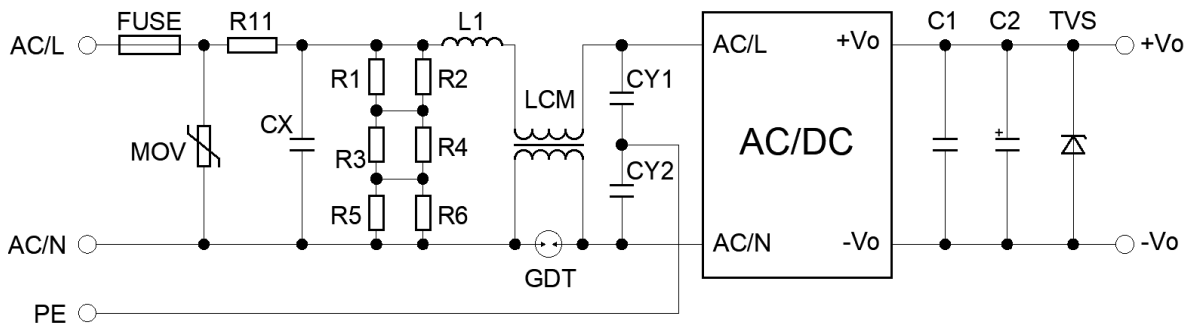 FUSE R11 L1 C1 C2 TVS
AC/L AC/L +Vo +Vo
R1 R2 CY1
LCM
CX
MOV R3 R4 AC/DC
+
CY2
R5 R6
AC/N AC/N -Vo -Vo
GDT
PE